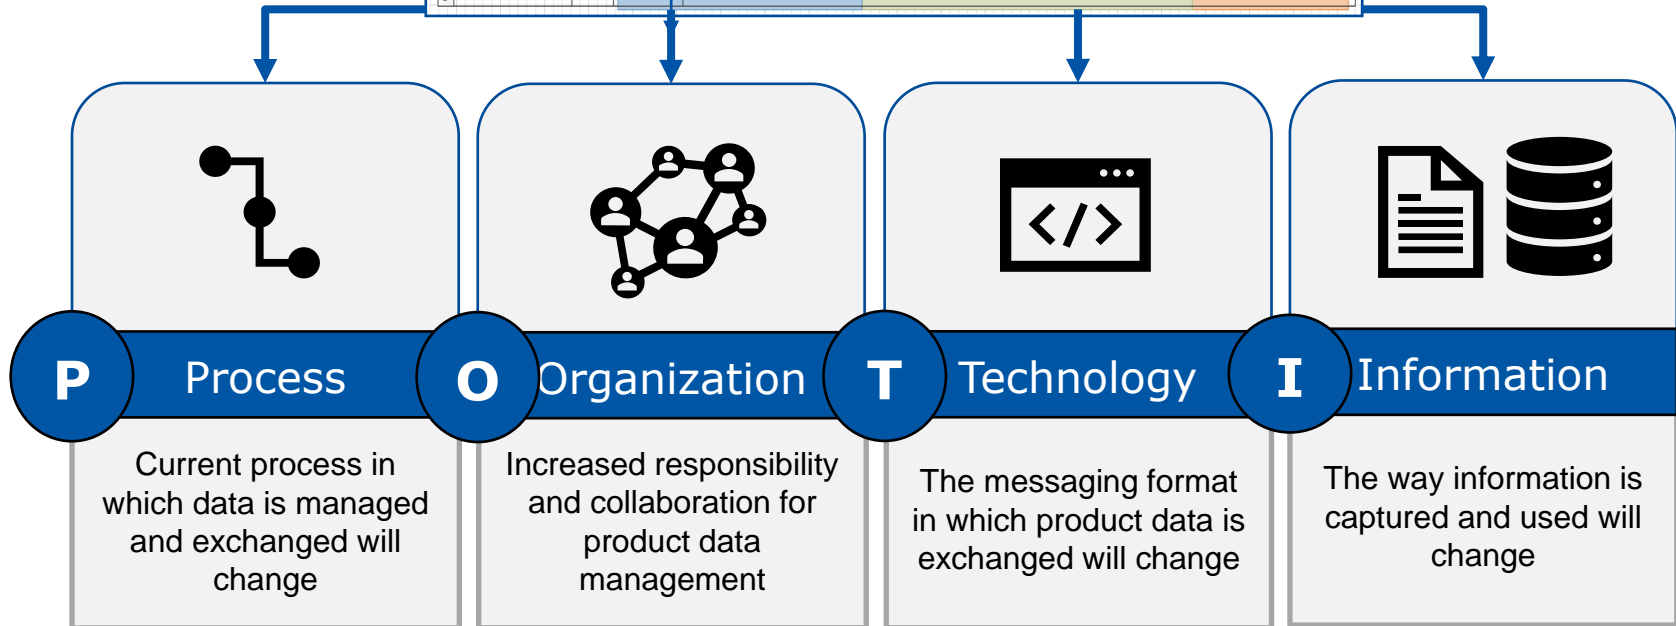 P Process
Current process in
which data is managed
and exchanged will
change
O Organization
Increased responsibility
and collaboration for
product data
management
T Technology
The messaging format
in which product data is
exchanged will change
I Information
The way information is
captured and used will
change